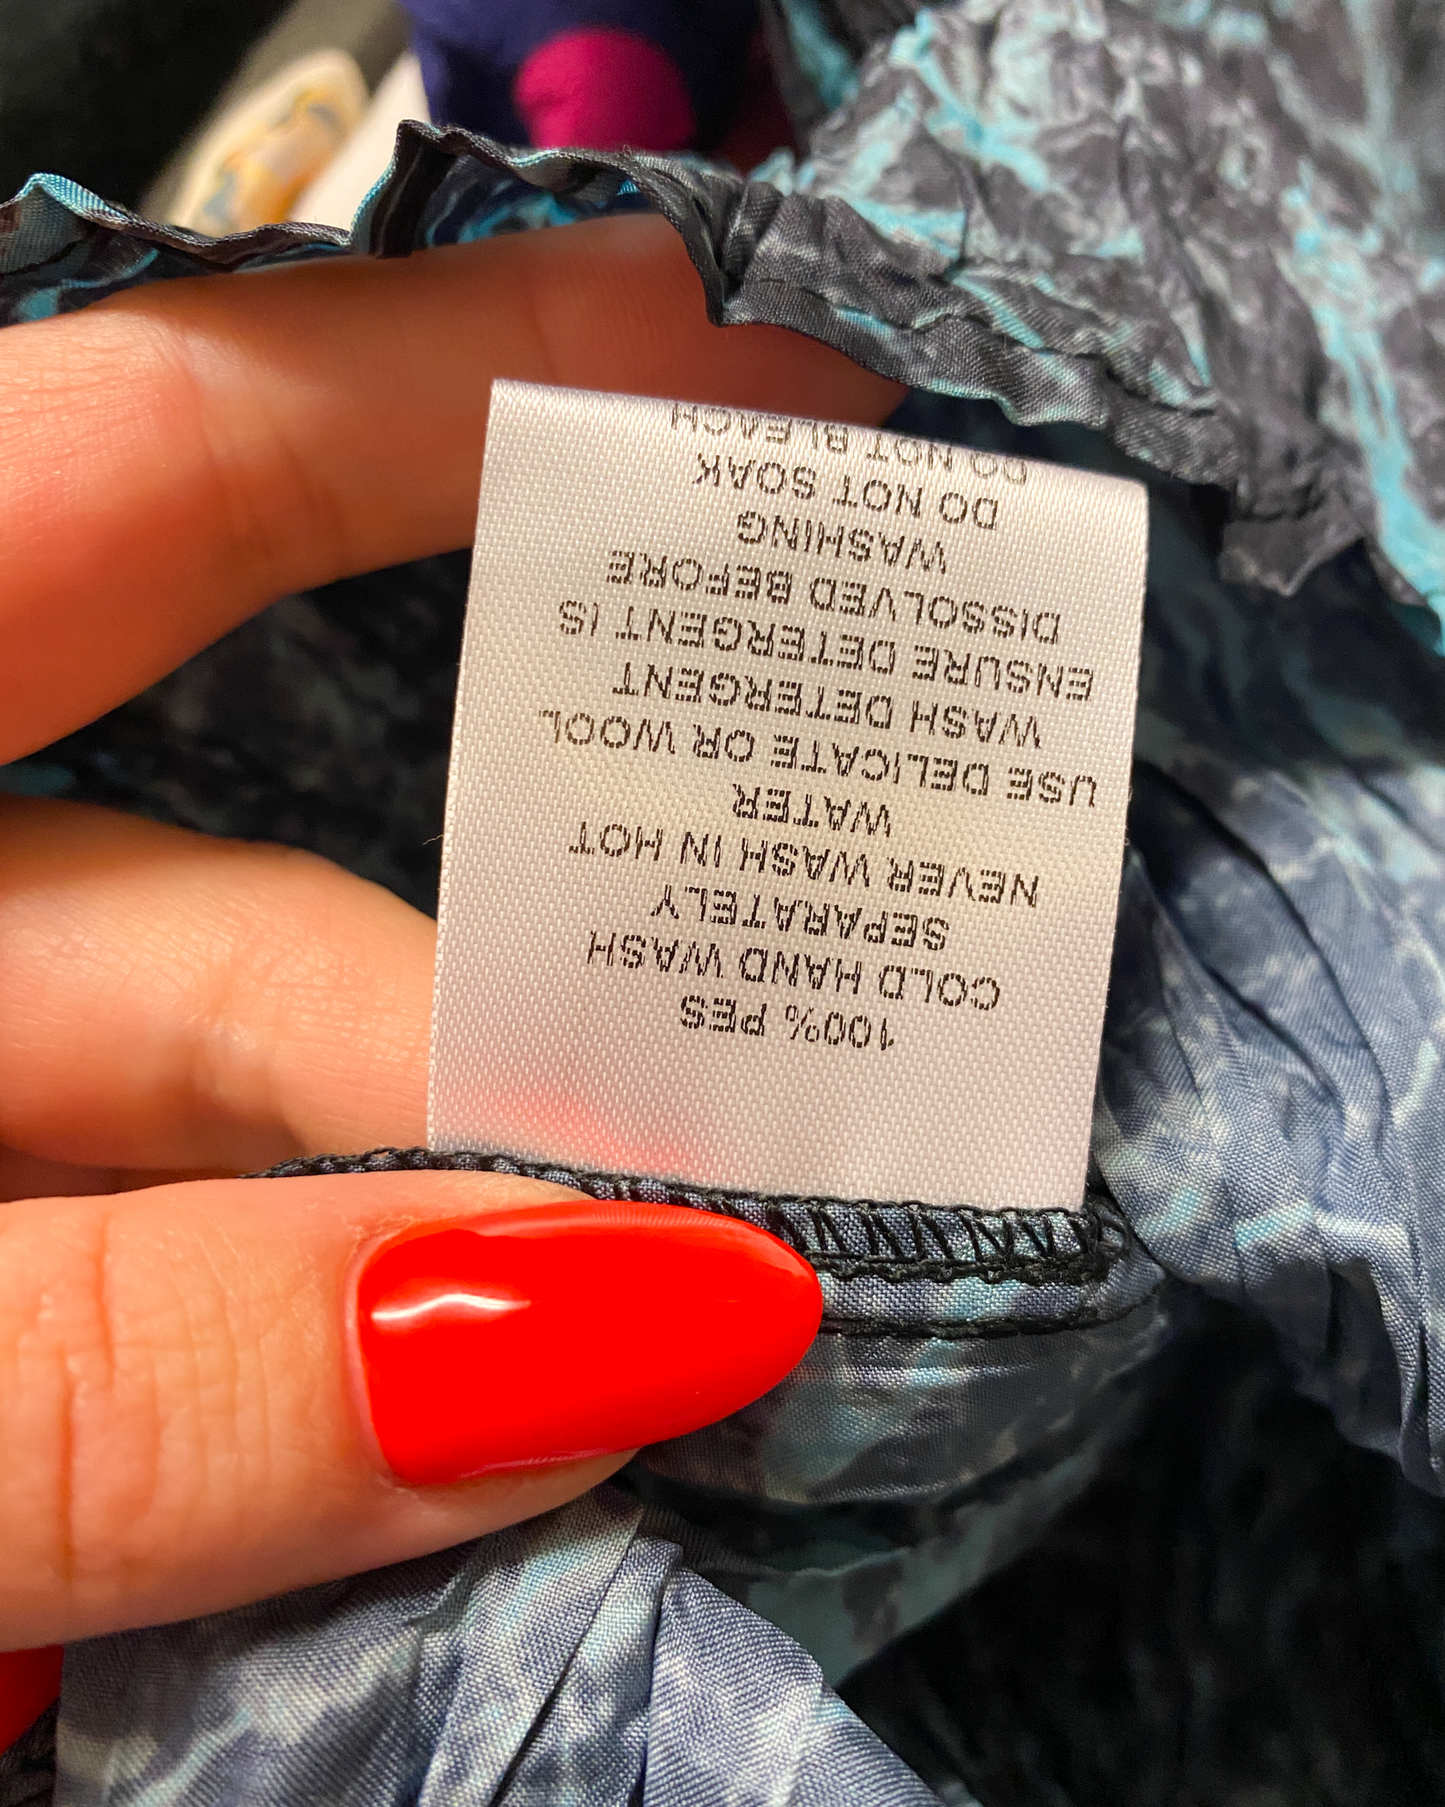 100% PES
COLD HAND WASH
SEPARATELY
NEVER WASH IN HOT
WATER
USE DELICATE OR WOOL
WASH DETERGENT
ENSURE DETERGENT IS
DISSOLVED BEFORE
WASHING
DO NOT SOAK
DO NOT BLEACH